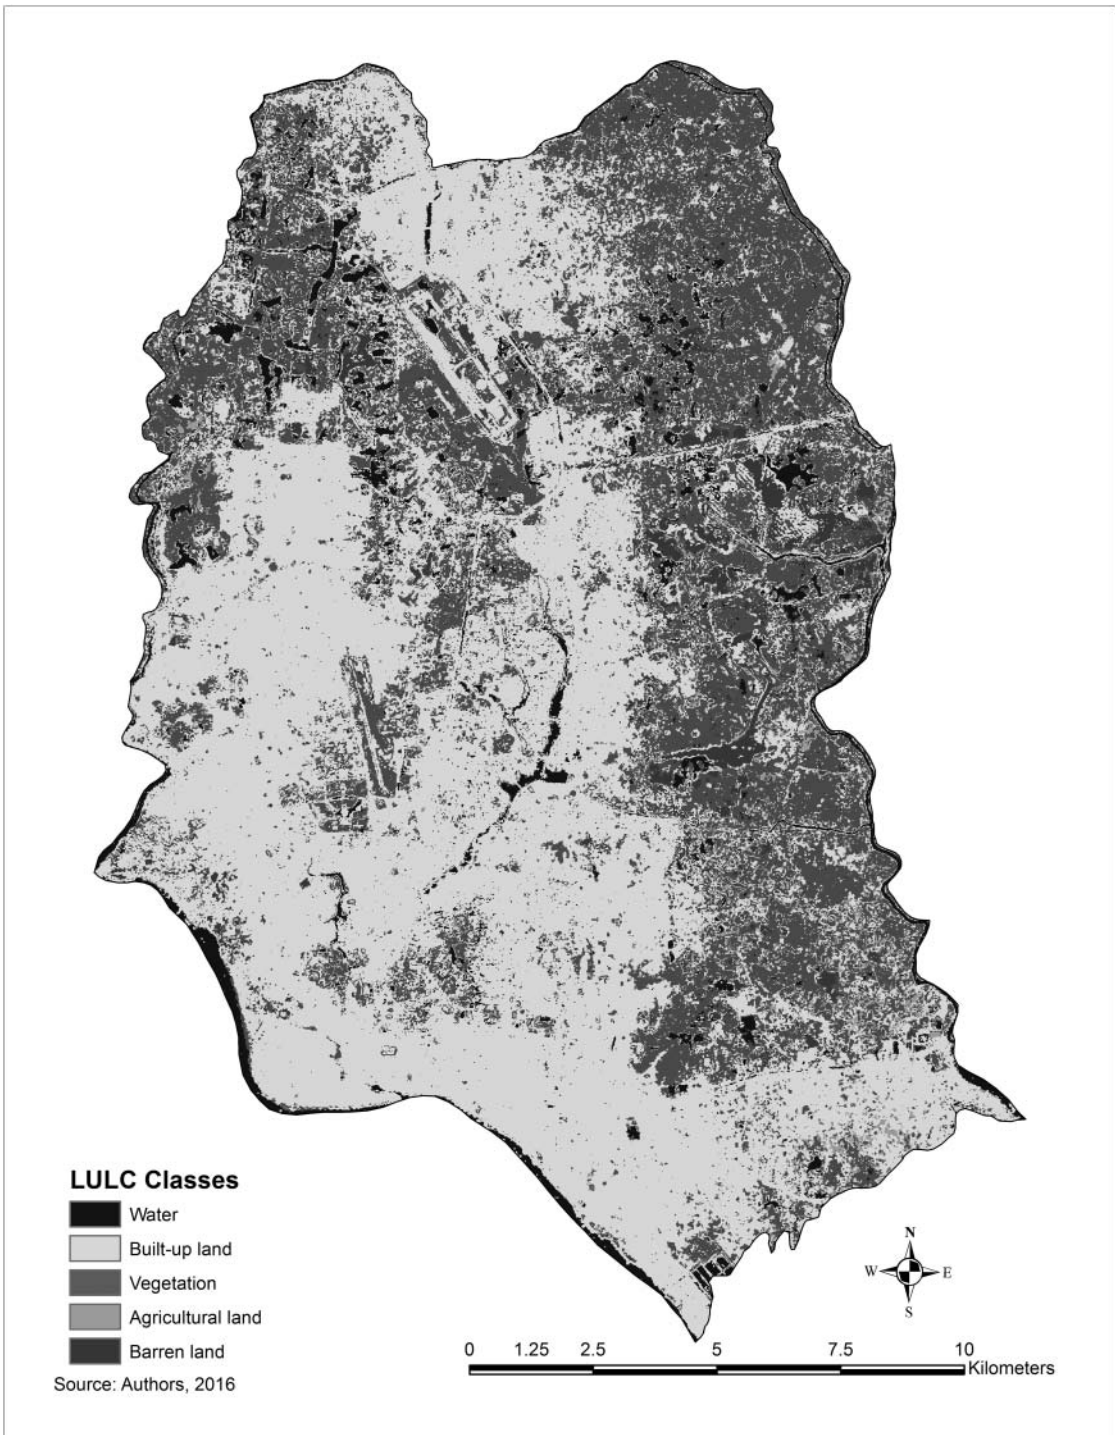 N
W E
S
LULC Classes
Water
Built-up land
Vegetation
Agricultural land
Barren land
Source: Authors, 2016
0 1.25 2.5 5 7.5 10
Kilometers